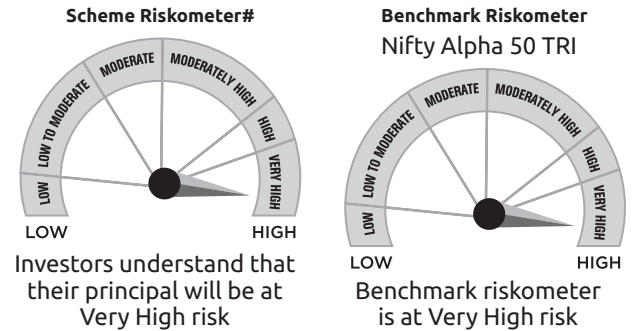 Scheme Riskometer#
LOW
LOW TO MODERATE
MODERATE
MODERATELY HIGH
HIGH
VERY HIGH
LOW
HIGH
Investors understand that
their principal will be at
Very High risk
Benchmark Riskometer
Nifty Alpha 50 TRI
LOW
LOW TO MODERATE
MODERATE
MODERATELY HIGH
HIGH
VERY HIGH
LOW
HIGH
Benchmark riskometer
is at Very High risk